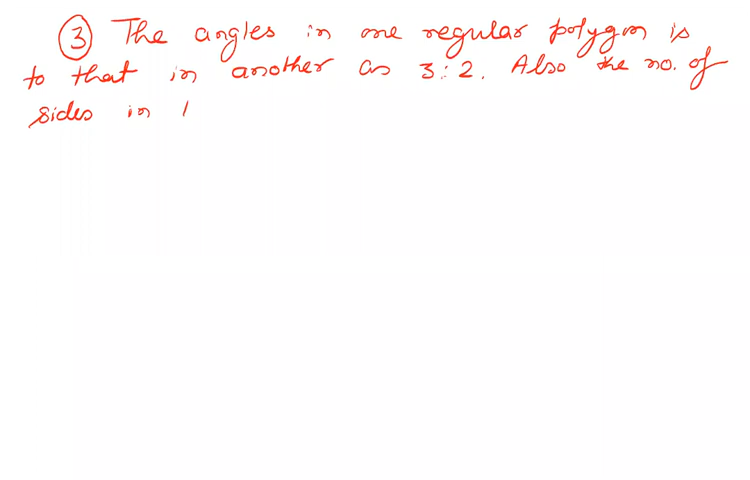 ③ The angles in one regular polygon is
to that in another as 3:2. Also the no. of
sides in